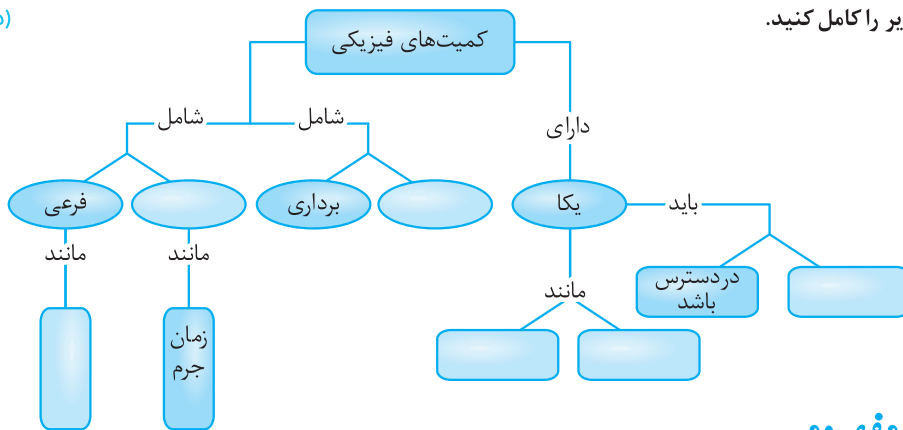 یر را کامل کنید.
کمیت‌های فیزیکی
دارای
شامل
شامل
یکا
برداری
فرعی
باید
مانند
مانند
مانند
دردسترس
باشد
زمان
جرم